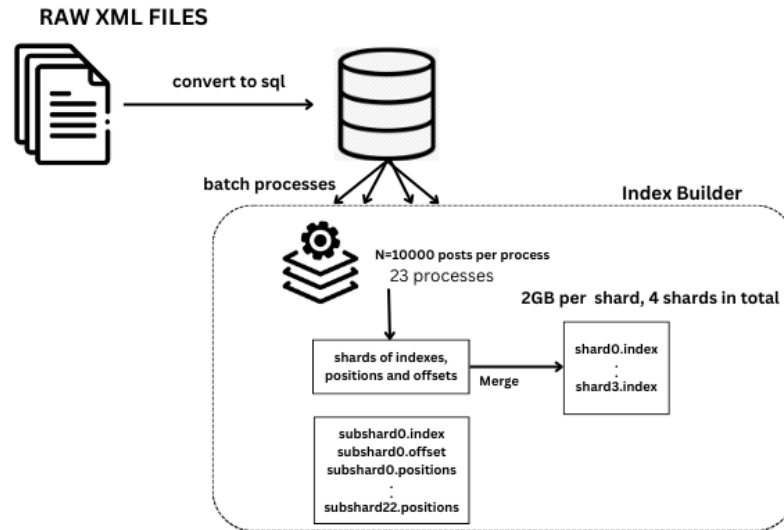 RAW XML FILES
convert to sql
batch processes
Index Builder
N=10000 posts per process
23 processes
2GB per shard, 4 shards in total
shards of indexes,
positions and offsets
Merge
shard0.index
:
shard3.index
subshard0.index
subshard0.offset
subshard0.positions
:
subshard22.positions